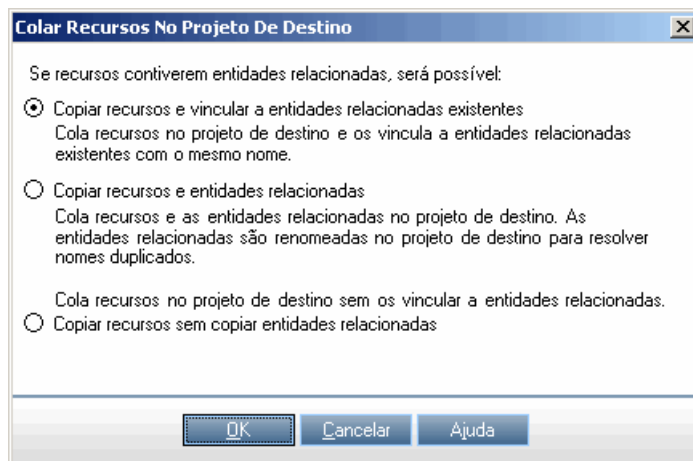 Colar Recursos No Projeto De Destino
Se recursos contiverem entidades relacionadas, será possível:
Copiar recursos e vincular a entidades relacionadas existentes
Cola recursos no projeto de destino e os vincula a entidades relacionadas
existentes com o mesmo nome.
Copiar recursos e entidades relacionadas
Cola recursos e as entidades relacionadas no projeto de destino. As
entidades relacionadas são renomeadas no projeto de destino para resolver
nomes duplicados.
Cola recursos no projeto de destino sem os vincular a entidades relacionadas.
Copiar recursos sem copiar entidades relacionadas
OK Cancelar Ajuda